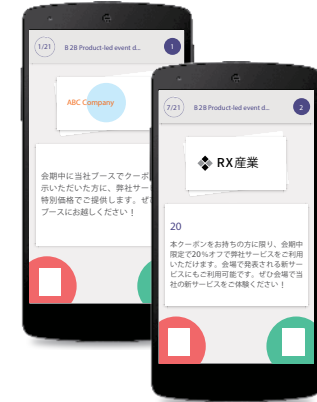 1/21
B2B Product-led event d...
1
ABC Company
会期中に当社ブースでクーポ
示いただいた方に、弊社サー
特別価格でご提供します。ぜ
ブースにお越しください！
7/21
B2B Product-led event d...
2
RX産業
20
本クーポンをお持ちの方に限り、会期中
限定で20%オフで弊社サービスをご利用
いただけます。会場で発表される新サー
ビスにもご利用可能です。ぜひ会場で当
社の新サービスをご体験ください！